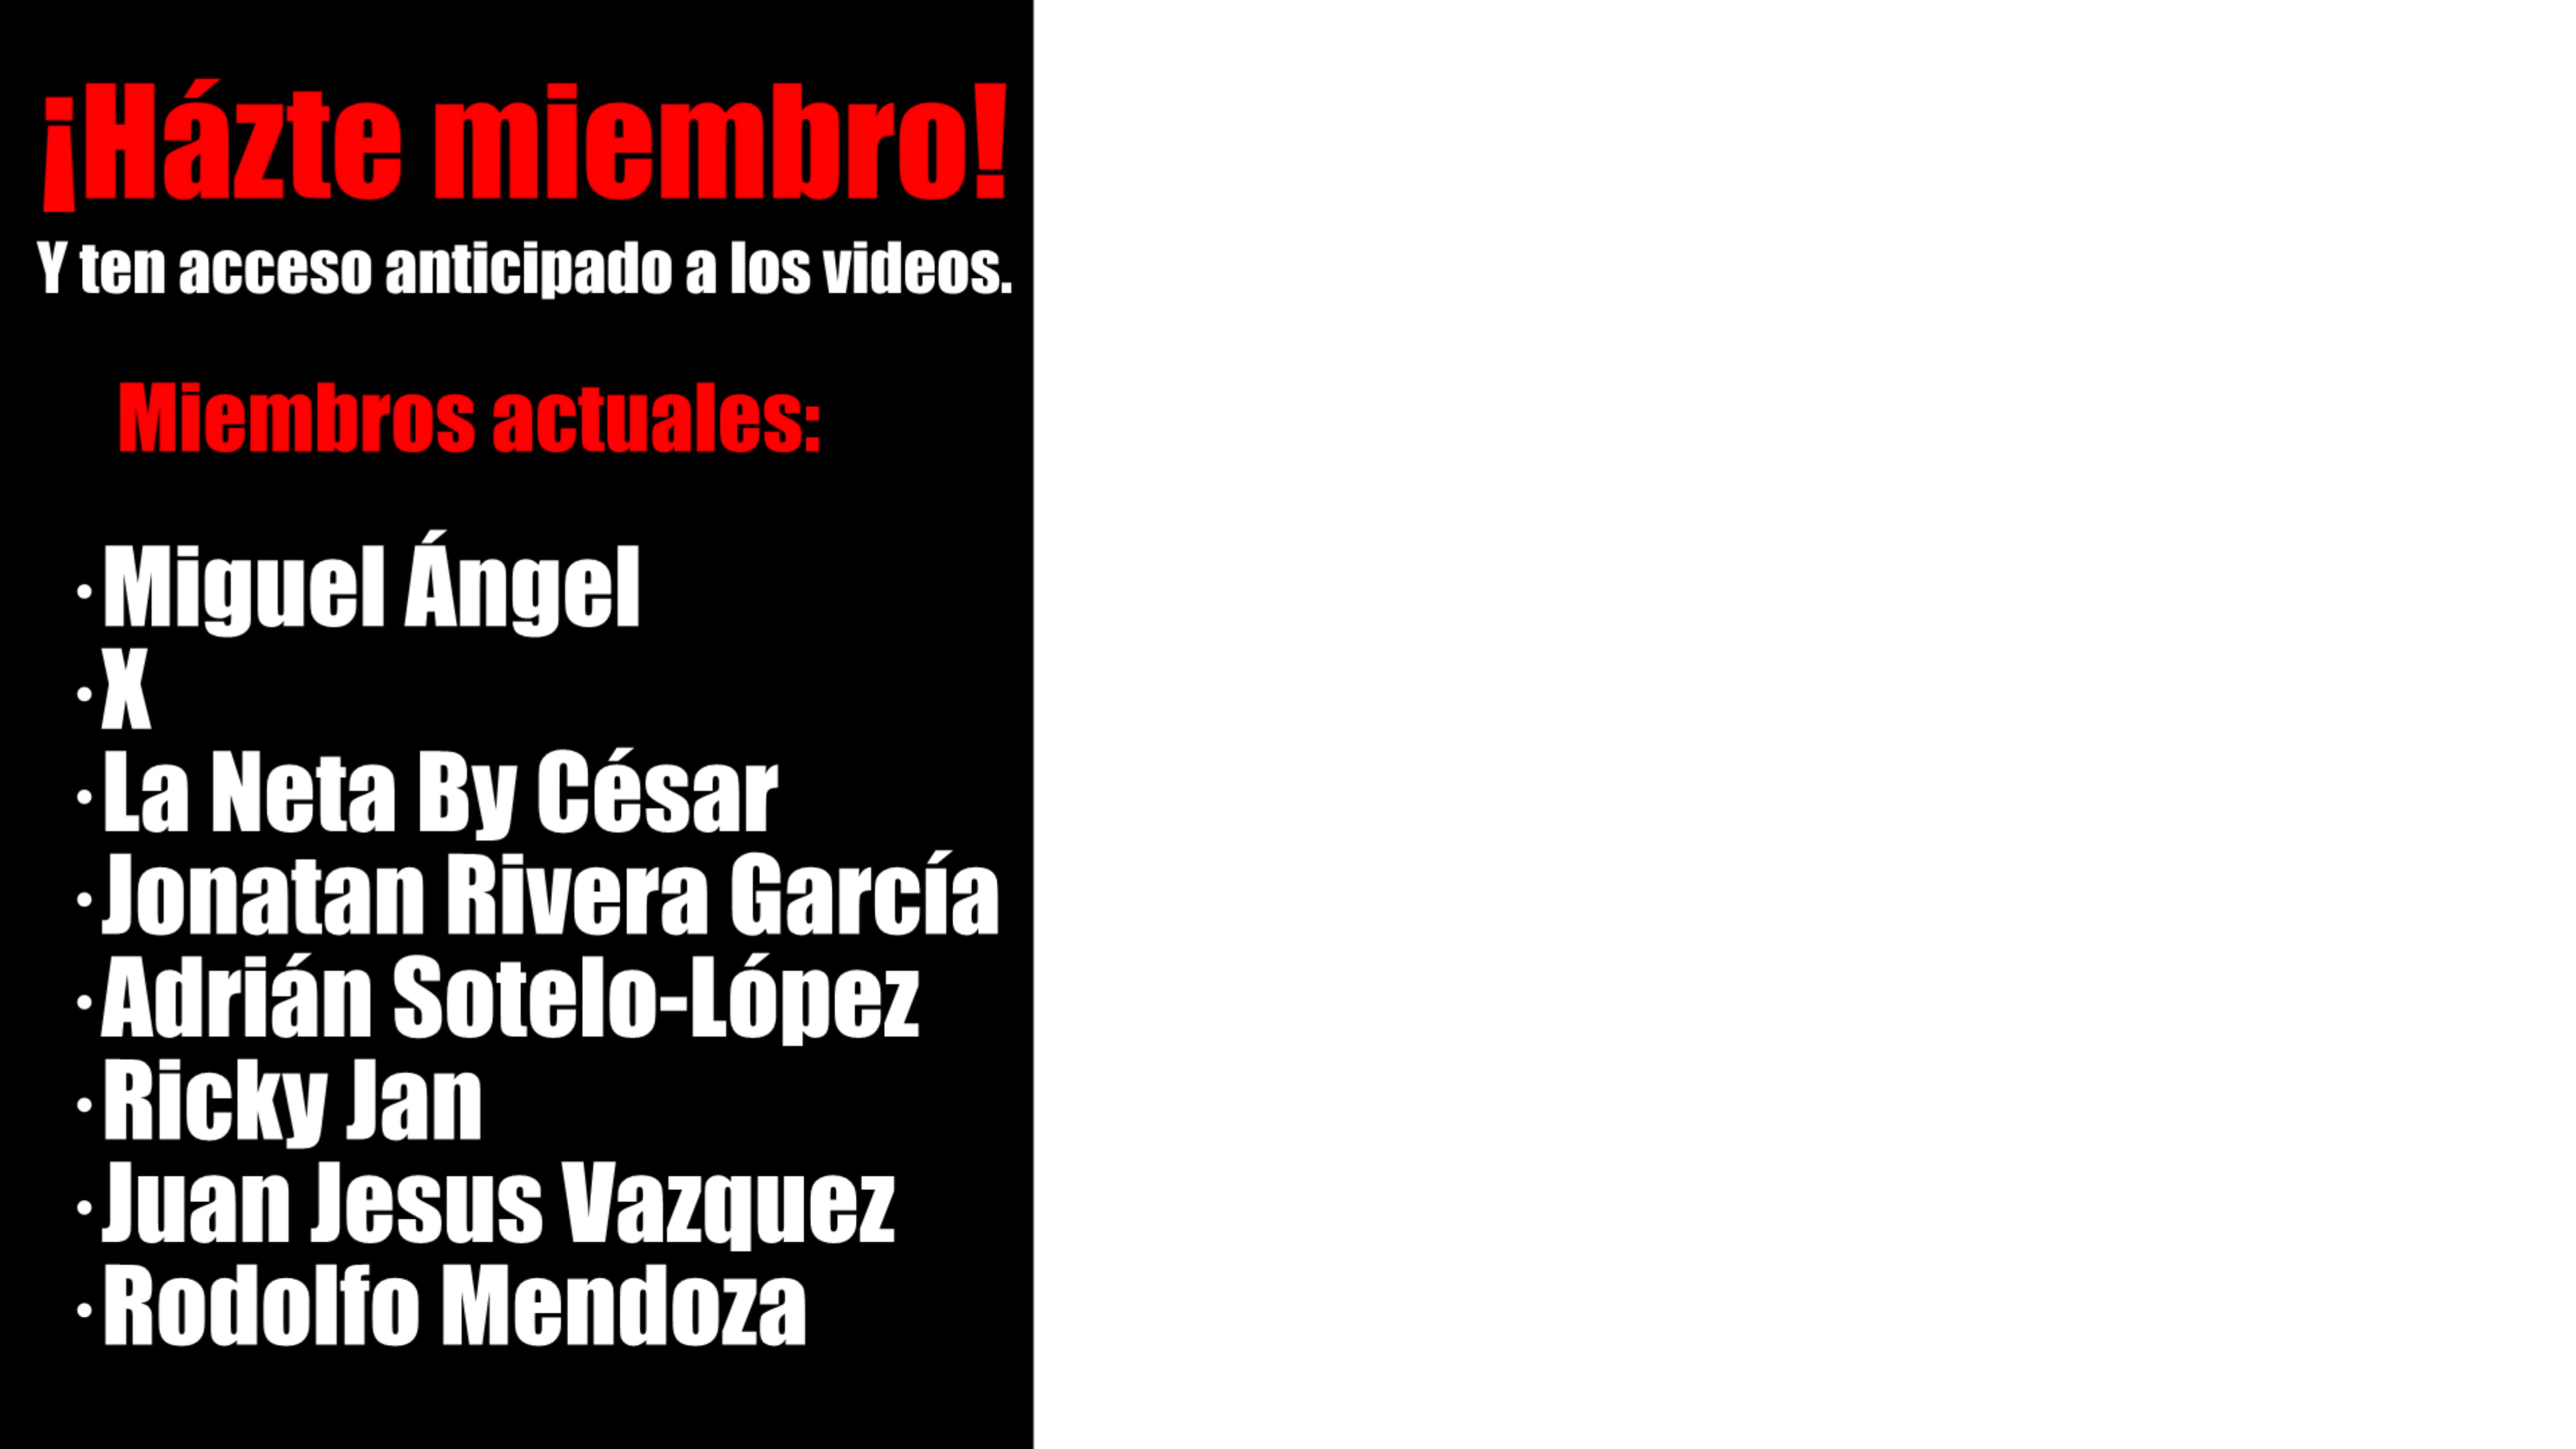 ¡Házte miembro!
Y ten acceso anticipado a los videos.
Miembros actuales:
·Miguel Ángel
·X
·La Neta By César
·Jonatan Rivera García
·Adrián Sotelo-López
·Ricky Jan
·Juan Jesus Vazquez
·Rodolfo Mendoza